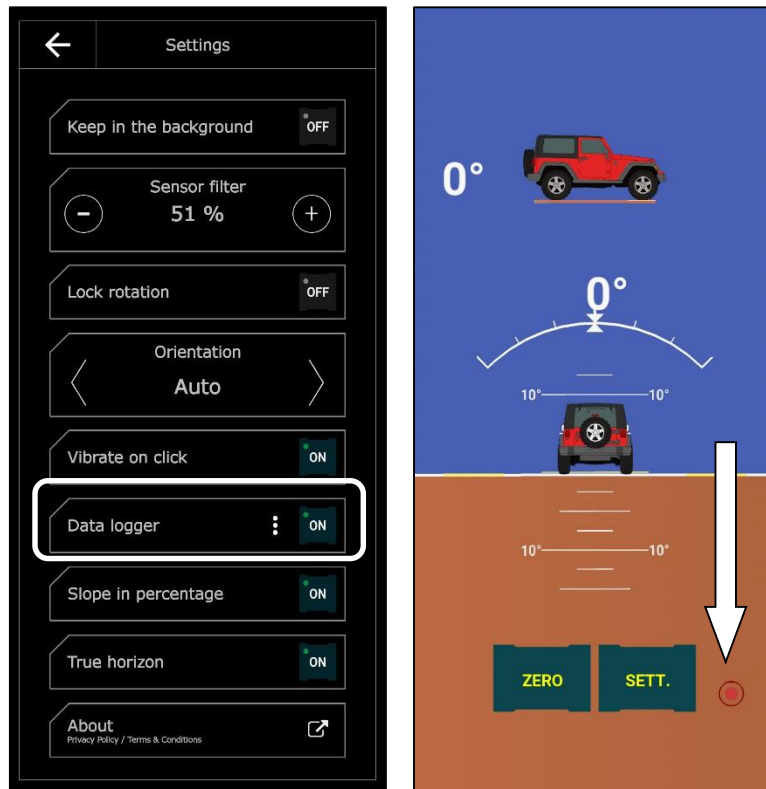 Settings
Keep in the background OFF
Sensor filter
51 %
Lock rotation OFF
Orientation
Auto
Vibrate on click ON
Data logger ON
Slope in percentage ON
True horizon ON
About
Privacy Policy / Terms & Conditions
0°
0°
10° 10°
10° 10°
ZERO SETT.